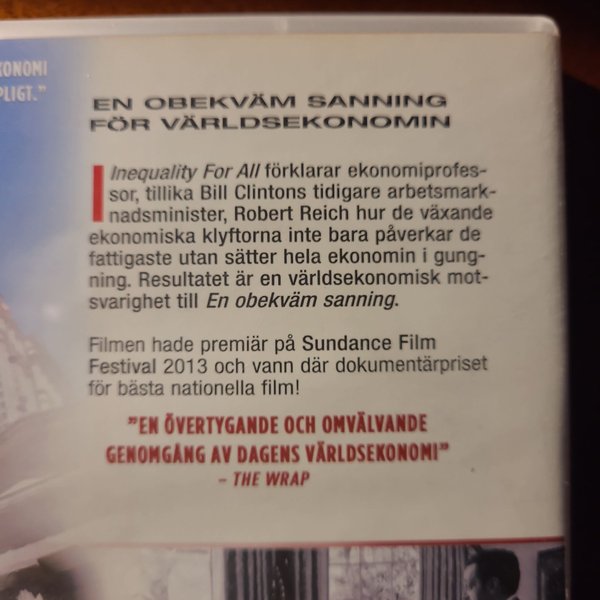 KONOMI
PLIGT.”
EN OBEKVÄM SANNING
FÖR VÄRLDSEKONOMIN
I Inequality For All förklarar ekonomiprofes-
sor, tillika Bill Clintons tidigare arbetsmark-
nadsminister, Robert Reich hur de växande
ekonomiska klyftorna inte bara påverkar de
fattigaste utan sätter hela ekonomin i gung-
ning. Resultatet är en världsekonomisk mot-
svarighet till En obekväm sanning.
Filmen hade premiär på Sundance Film
Festival 2013 och vann där dokumentärpriset
för bästa nationella film!
”EN ÖVERTYGANDE OCH OMVÄLVANDE
GENOMGÅNG AV DAGENS VÄRLDSEKONOMI”
– THE WRAP